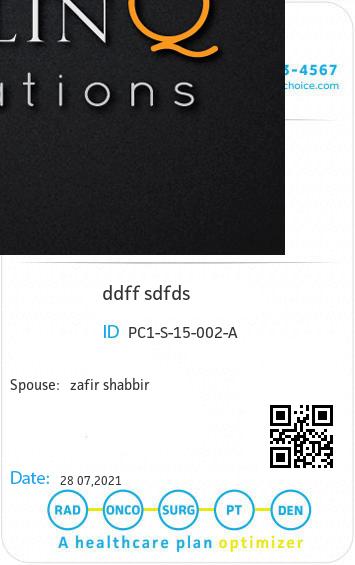 LINQ
ations
3-4567
choice.com
ddff sdfds
ID PC1-S-15-002-A
Spouse: zafir shabbir
Date: 28 07,2021
RAD ONCO SURG PT DEN
A healthcare plan optimizer